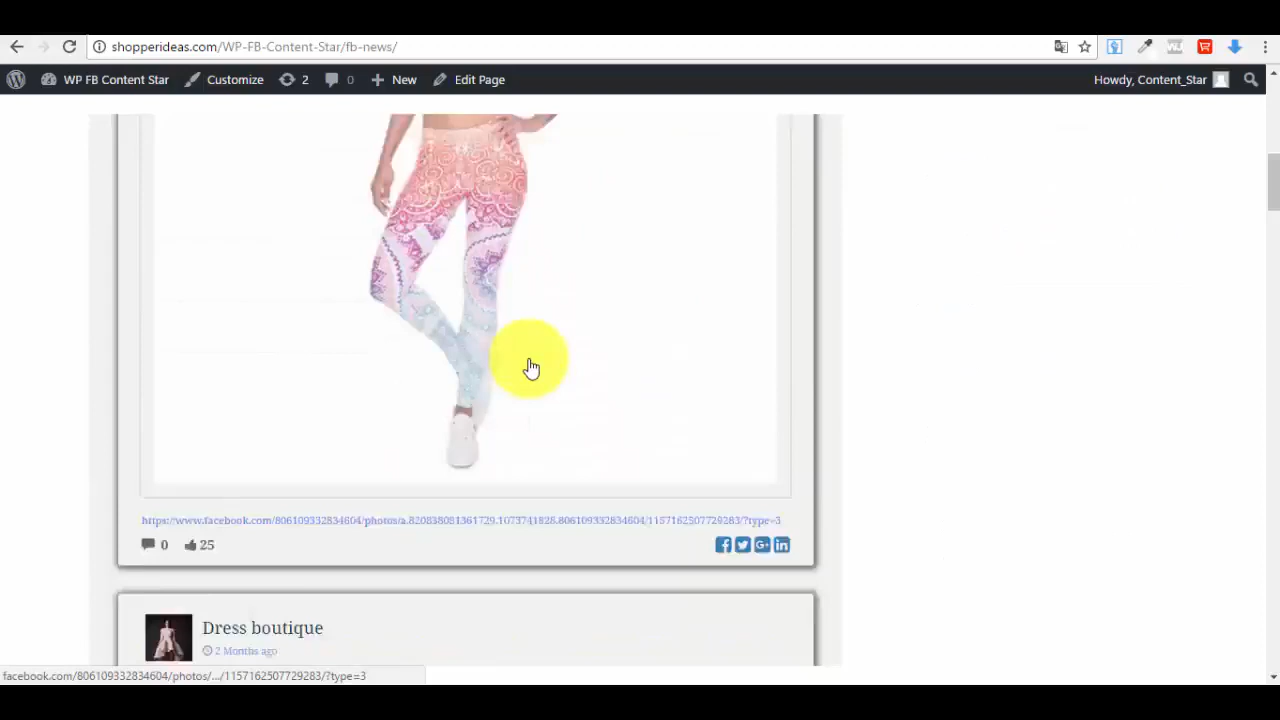 shopperideas.com/WP-FB-Content-Star/fb-news/
WP FB Content Star Customize 2 0 New Edit Page Howdy, Content_Star
https://www.facebook.com/806109332834604/photos/a.820838081361729.1073741828.806109332834604/1157162507729283/?type=3
0 25
Dress boutique
2 Months ago
facebook.com/806109332834604/photos/.../1157162507729283/?type=3